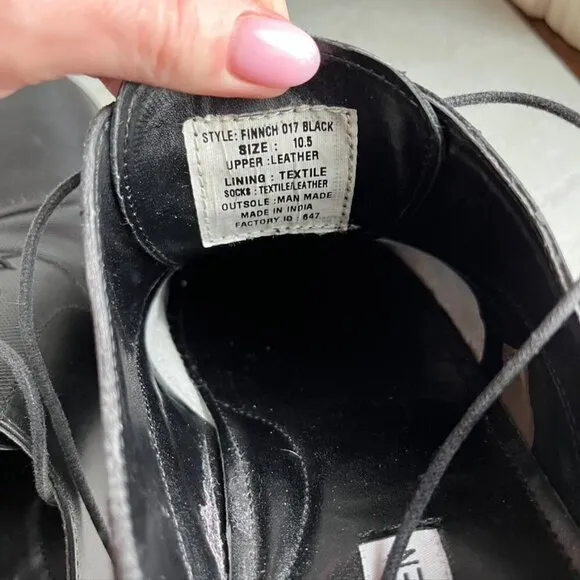 STYLE: FINNCH 017 BLACK
SIZE : 10.5
UPPER :LEATHER
LINING : TEXTILE
SOCKS : TEXTILE/LEATHER
OUTSOLE :MAN MADE
MADE IN INDIA
FACTORY ID : 647